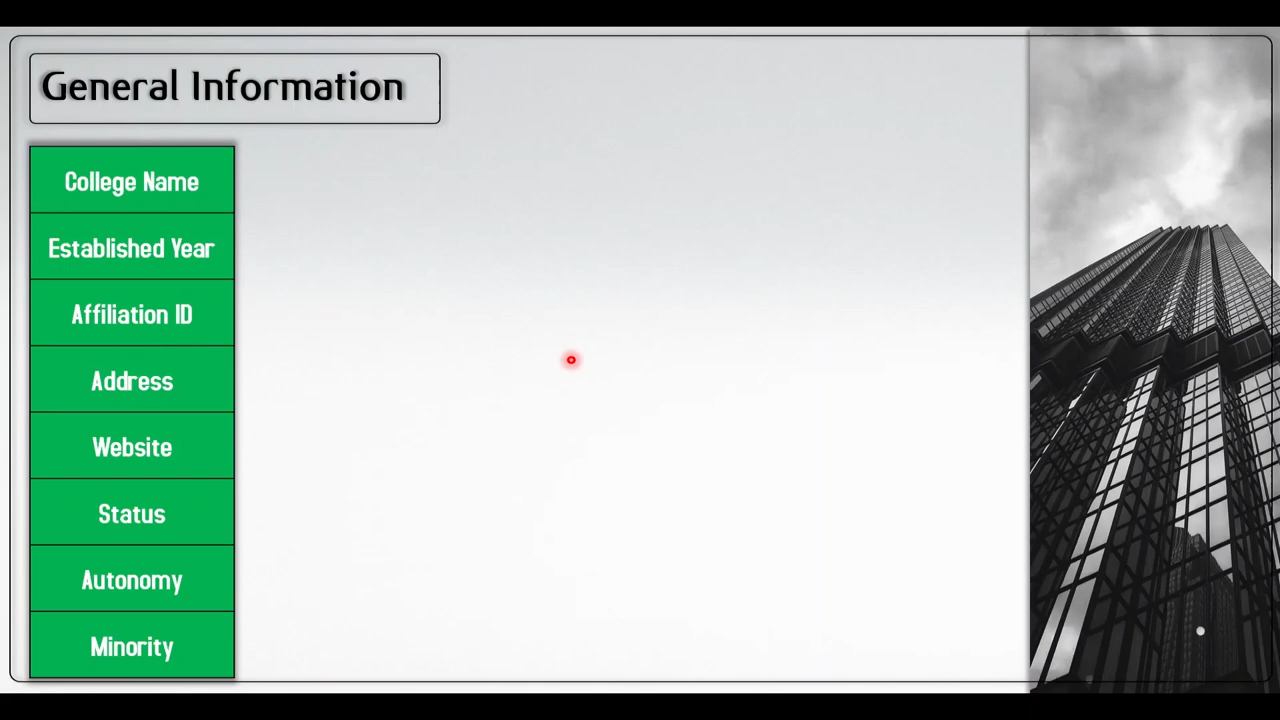 General Information
College Name
Established Year
Affiliation ID
Address
Website
Status
Autonomy
Minority